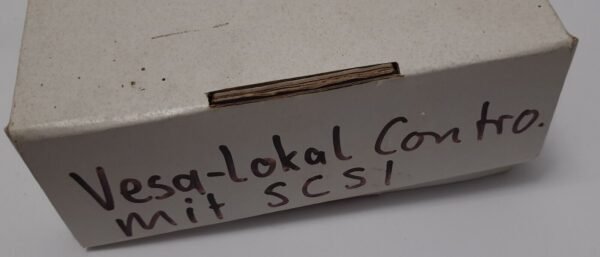 Vesa-Lokal Contro.
mit SCSI